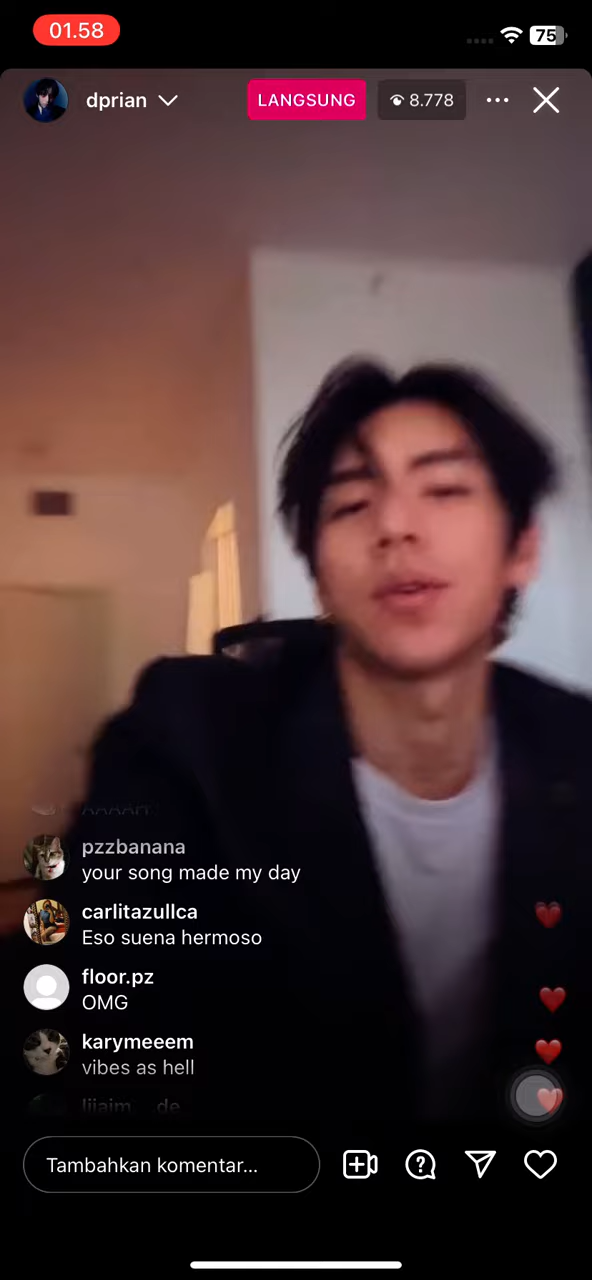 01.58
75
dprian
LANGSUNG
8.778
pzzbanana
your song made my day
carlitazullca
Eso suena hermoso
floor.pz
OMG
karymeeem
vibes as hell
Tambahkan komentar...